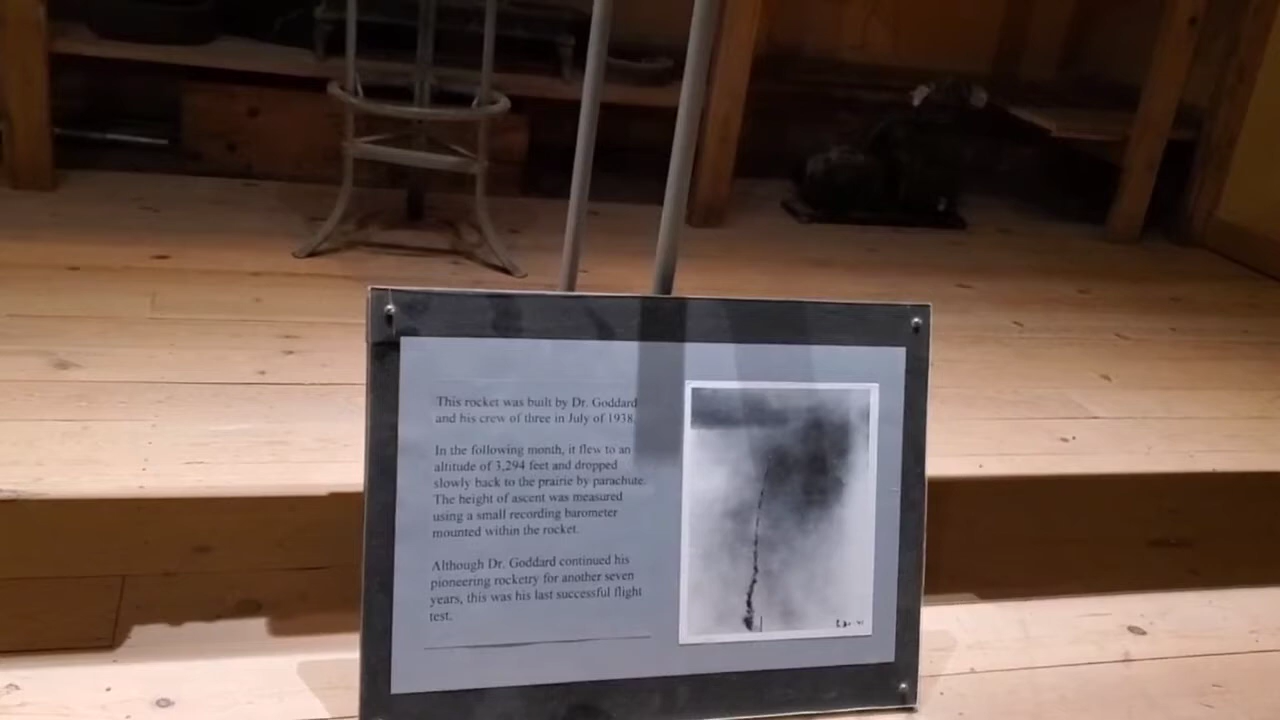 This rocket was built by Dr. Goddard
and his crew of three in July of 1938.
In the following month, it flew to an
altitude of 3,294 feet and dropped
slowly back to the prairie by parachute.
The height of ascent was measured
using a small recording barometer
mounted within the rocket.
Although Dr. Goddard continued his
pioneering rocketry for another seven
years, this was his last successful flight
test.